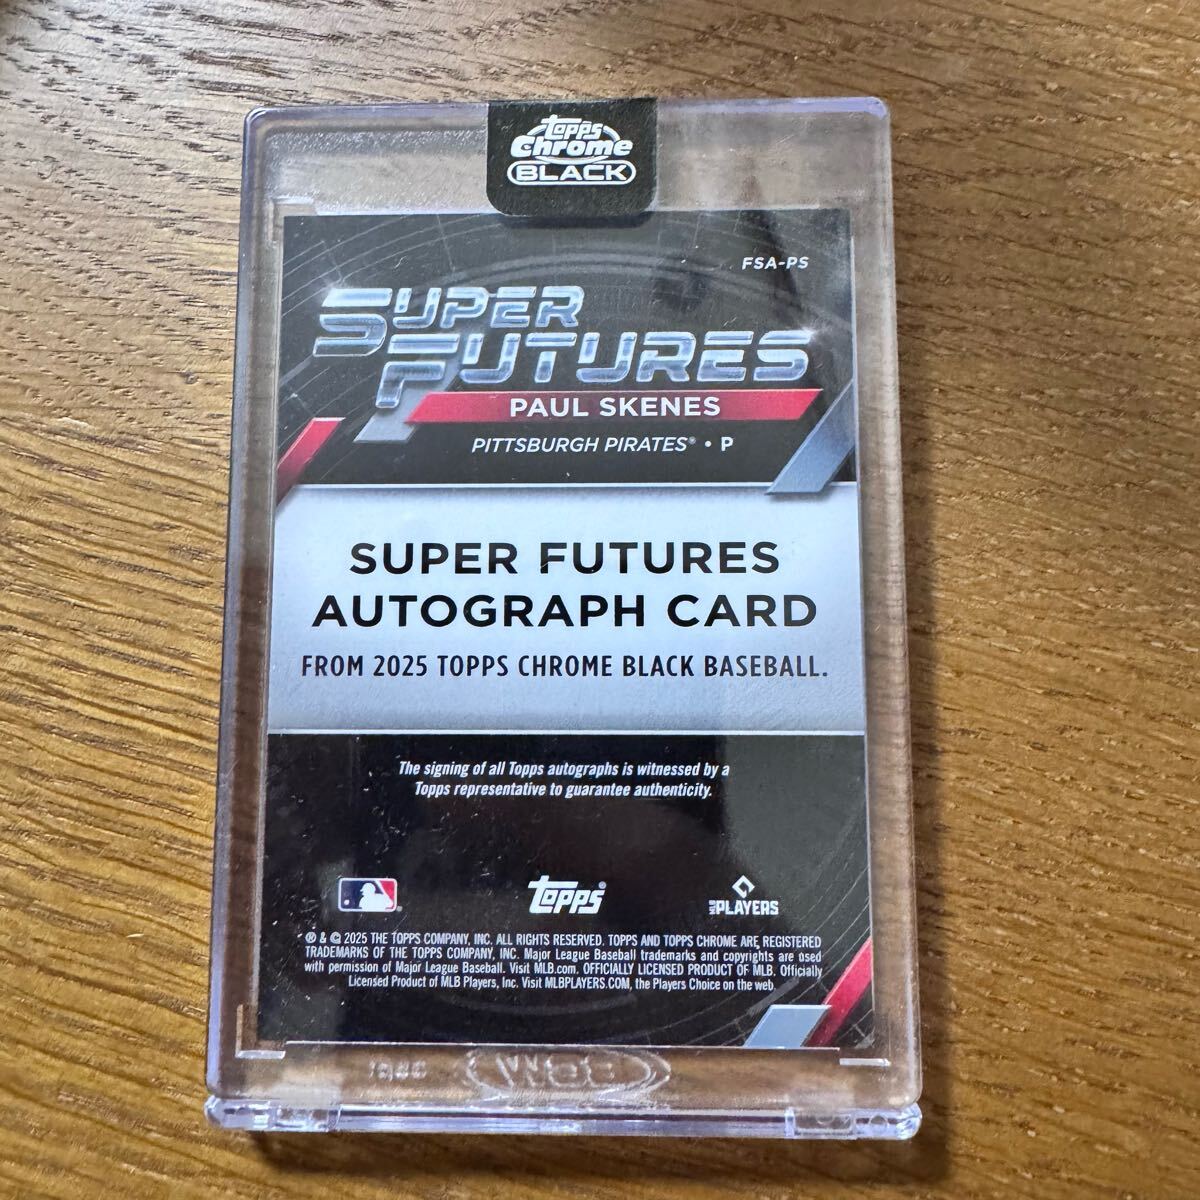 Topps
Chrome
BLACK
FSA-PS
SUPER
FUTURES
PAUL SKENES
PITTSBURGH PIRATES® • P
SUPER FUTURES
AUTOGRAPH CARD
FROM 2025 TOPPS CHROME BLACK BASEBALL.
The signing of all Topps autographs is witnessed by a
Topps representative to guarantee authenticity.
Topps®
MLB PLAYERS
® & © 2025 THE TOPPS COMPANY, INC. ALL RIGHTS RESERVED. TOPPS AND TOPPS CHROME ARE REGISTERED
TRADEMARKS OF THE TOPPS COMPANY, INC. Major League Baseball trademarks and copyrights are used
with permission of Major League Baseball. Visit MLB.com. OFFICIALLY LICENSED PRODUCT OF MLB. Officially
Licensed Product of MLB Players, Inc. Visit MLBPLAYERS.COM, the Players Choice on the web.